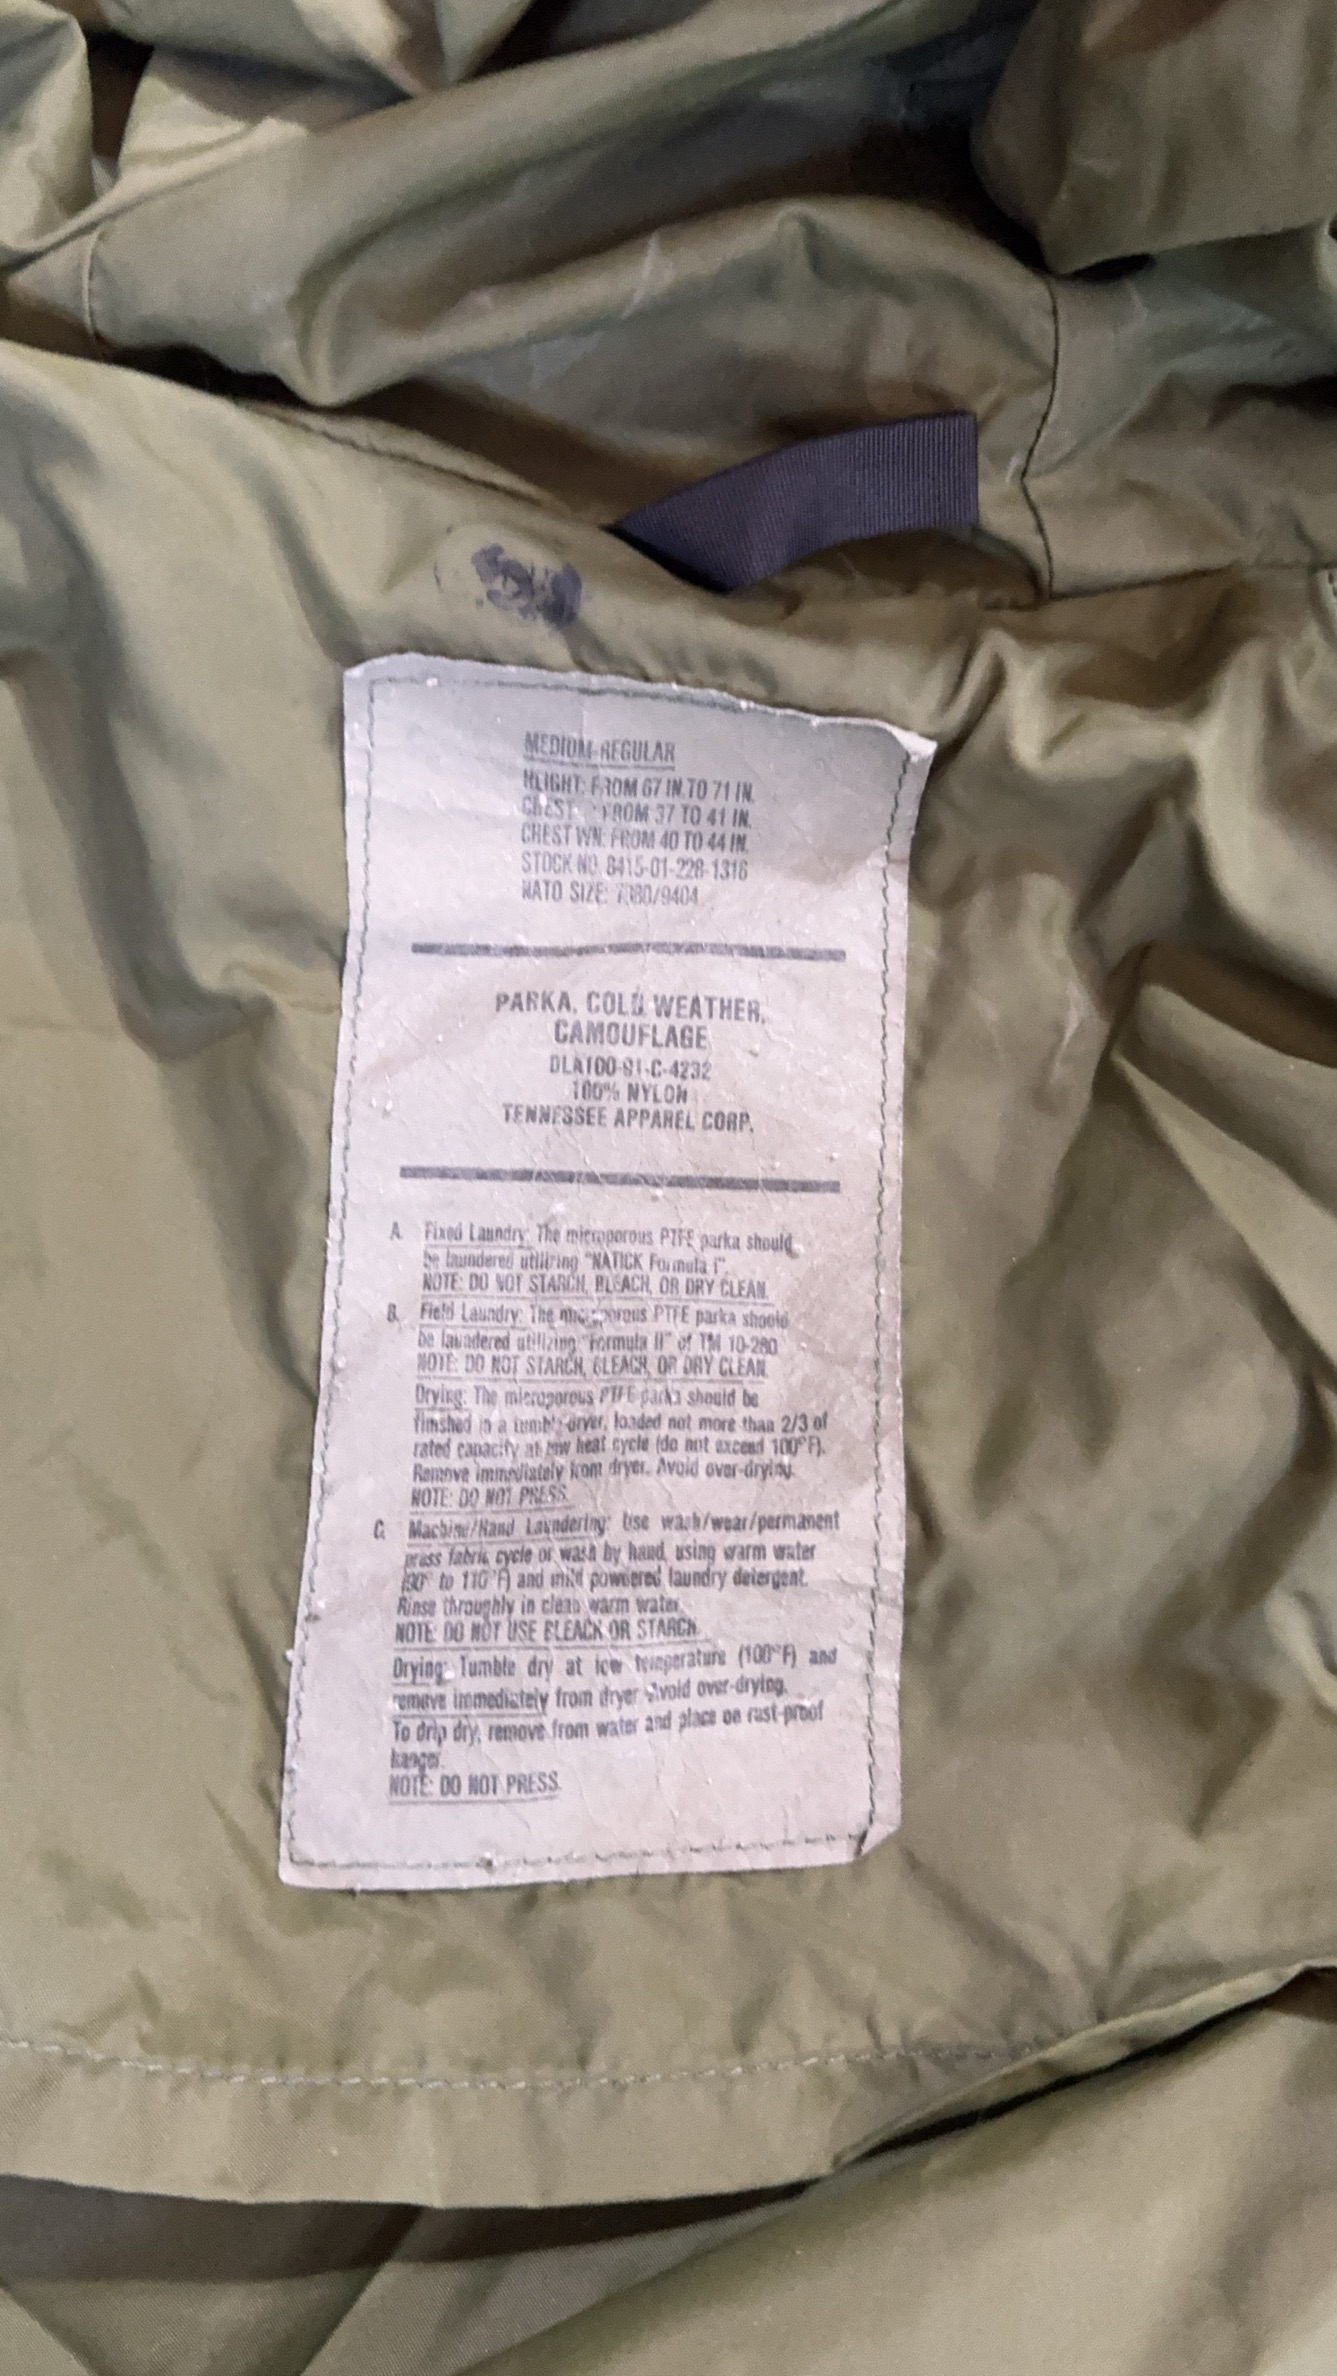 MEDIUM-REGULAR
HEIGHT: FROM 67 IN. TO 71 IN.
CHEST : FROM 37 TO 41 IN.
CHEST WN. FROM 40 TO 44 IN.
STOCK NO. 8415-01-228-1316
NATO SIZE: /9404
PARKA, COLD WEATHER,
CAMOUFLAGE
DLA100-91-C-4232
100% NYLON
TENNESSEE APPAREL CORP.
A. Fixed Laundry: The microporous PTFE parka should
be laundered utilizing "NATICK Formula I".
NOTE: DO NOT STARCH, BLEACH, OR DRY CLEAN.
B. Field Laundry: The microporous PTFE parka should
be laundered utilizing "Formula II" of TM 10-280
NOTE: DO NOT STARCH, BLEACH, OR DRY CLEAN.
Drying: The microporous PTFE parka should be
finished in a tumble dryer, loaded not more than 2/3 of
rated capacity at low heat cycle (do not exceed 100°F).
Remove immediately from dryer. Avoid over-drying.
NOTE: DO NOT PRESS.
C. Machine/Hand Laundering: Use wash/wear/permanent
press fabric cycle or wash by hand, using warm water
(90° to 110°F) and mild powdered laundry detergent.
Rinse throughly in clean warm water.
NOTE: DO NOT USE BLEACH OR STARCH.
Drying: Tumble dry at low temperature (100°F) and
remove immediately from dryer. Avoid over-drying.
To drip dry, remove from water and place on rust-proof
hanger.
NOTE: DO NOT PRESS.